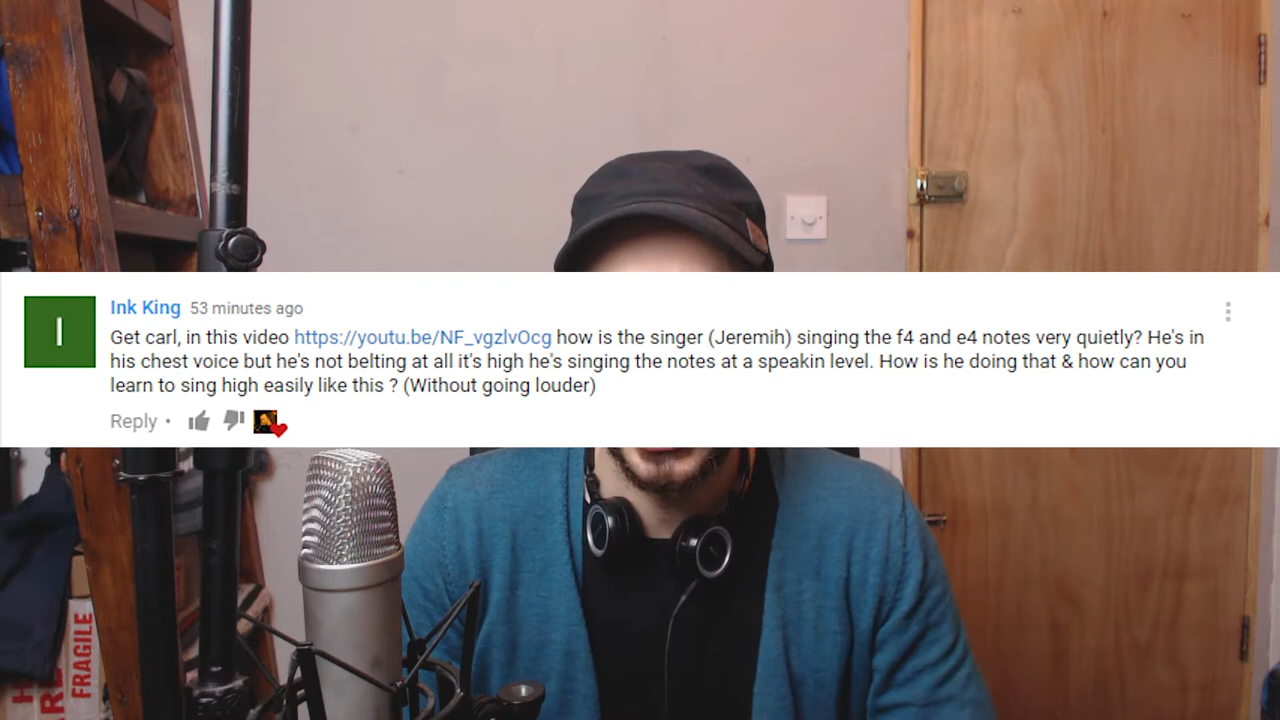 I
Ink King 53 minutes ago
Get carl, in this video https://youtu.be/NF_vgzlvOcg how is the singer (Jeremih) singing the f4 and e4 notes very quietly? He's in
his chest voice but he's not belting at all it's high he's singing the notes at a speakin level. How is he doing that & how can you
learn to sing high easily like this ? (Without going louder)
Reply •
FRAGILE